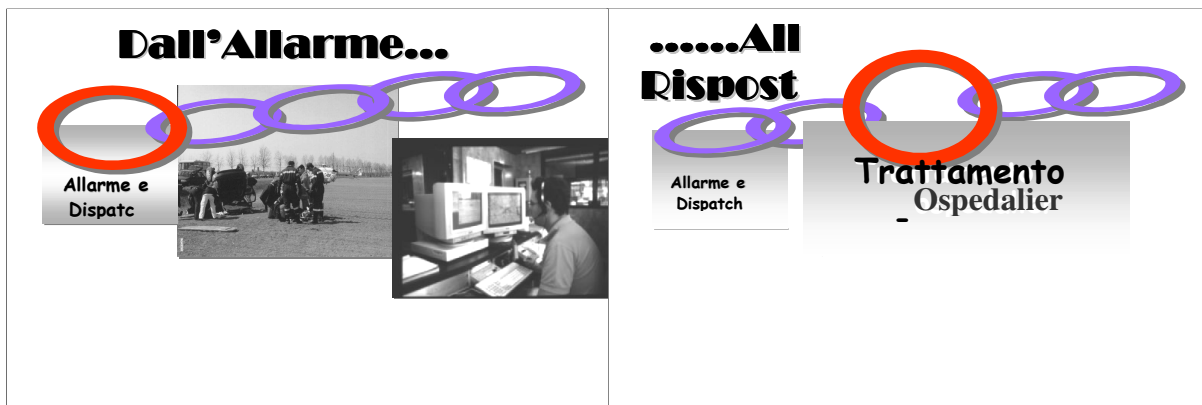 Dall'Allarme...
Allarme e
Dispatc
......All
Rispost
Allarme e
Dispatch
Trattamento
Ospedalier
-